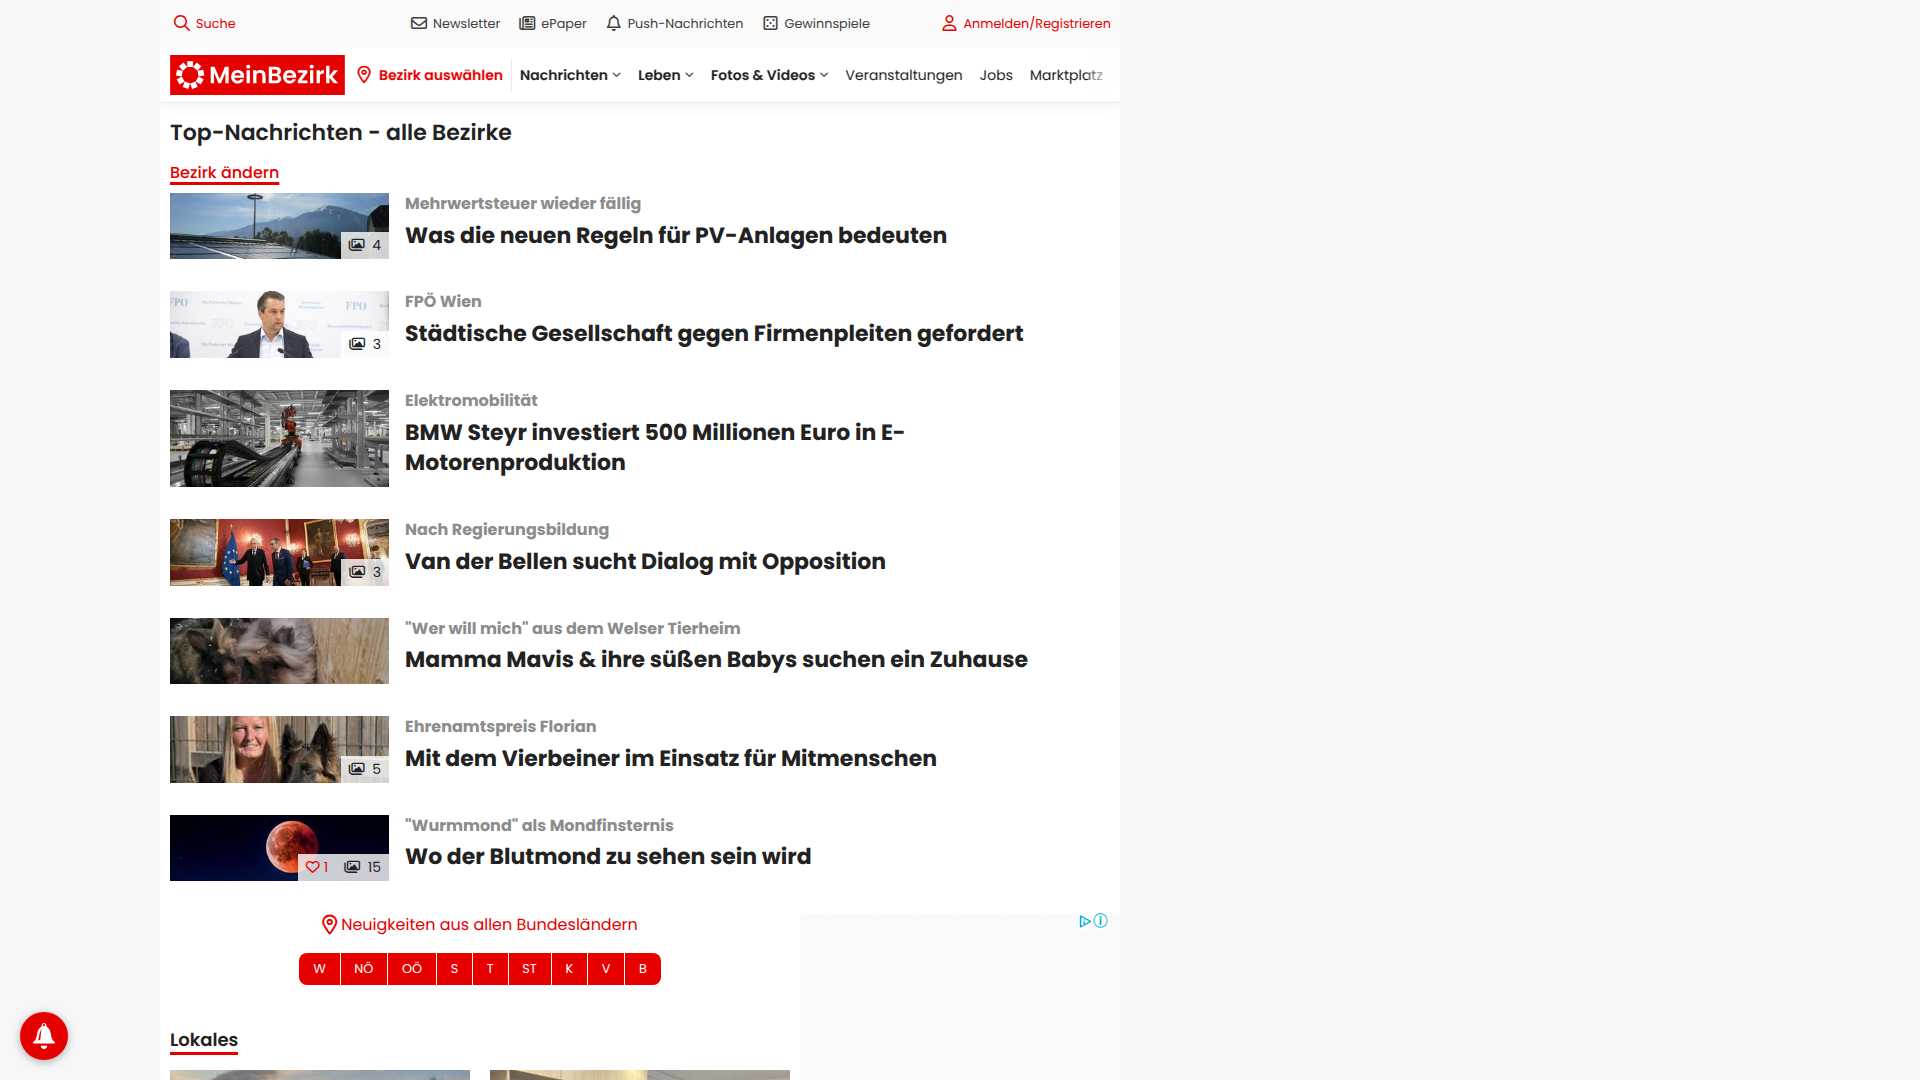 Suche
Newsletter
ePaper
Push-Nachrichten
Gewinnspiele
Anmelden/Registrieren
MeinBezirk
Bezirk auswählen
Nachrichten
Leben
Fotos & Videos
Veranstaltungen
Jobs
Marktplatz
Top-Nachrichten - alle Bezirke
Bezirk ändern
4
Mehrwertsteuer wieder fällig
Was die neuen Regeln für PV-Anlagen bedeuten
FPÖ
FPÖ
3
FPÖ Wien
Städtische Gesellschaft gegen Firmenpleiten gefordert
Elektromobilität
BMW Steyr investiert 500 Millionen Euro in E-
Motorenproduktion
3
Nach Regierungsbildung
Van der Bellen sucht Dialog mit Opposition
"Wer will mich" aus dem Welser Tierheim
Mamma Mavis & ihre süßen Babys suchen ein Zuhause
5
Ehrenamtspreis Florian
Mit dem Vierbeiner im Einsatz für Mitmenschen
1
15
"Wurmmond" als Mondfinsternis
Wo der Blutmond zu sehen sein wird
Neuigkeiten aus allen Bundesländern
W
NÖ
OÖ
S
T
ST
K
V
B
Lokales